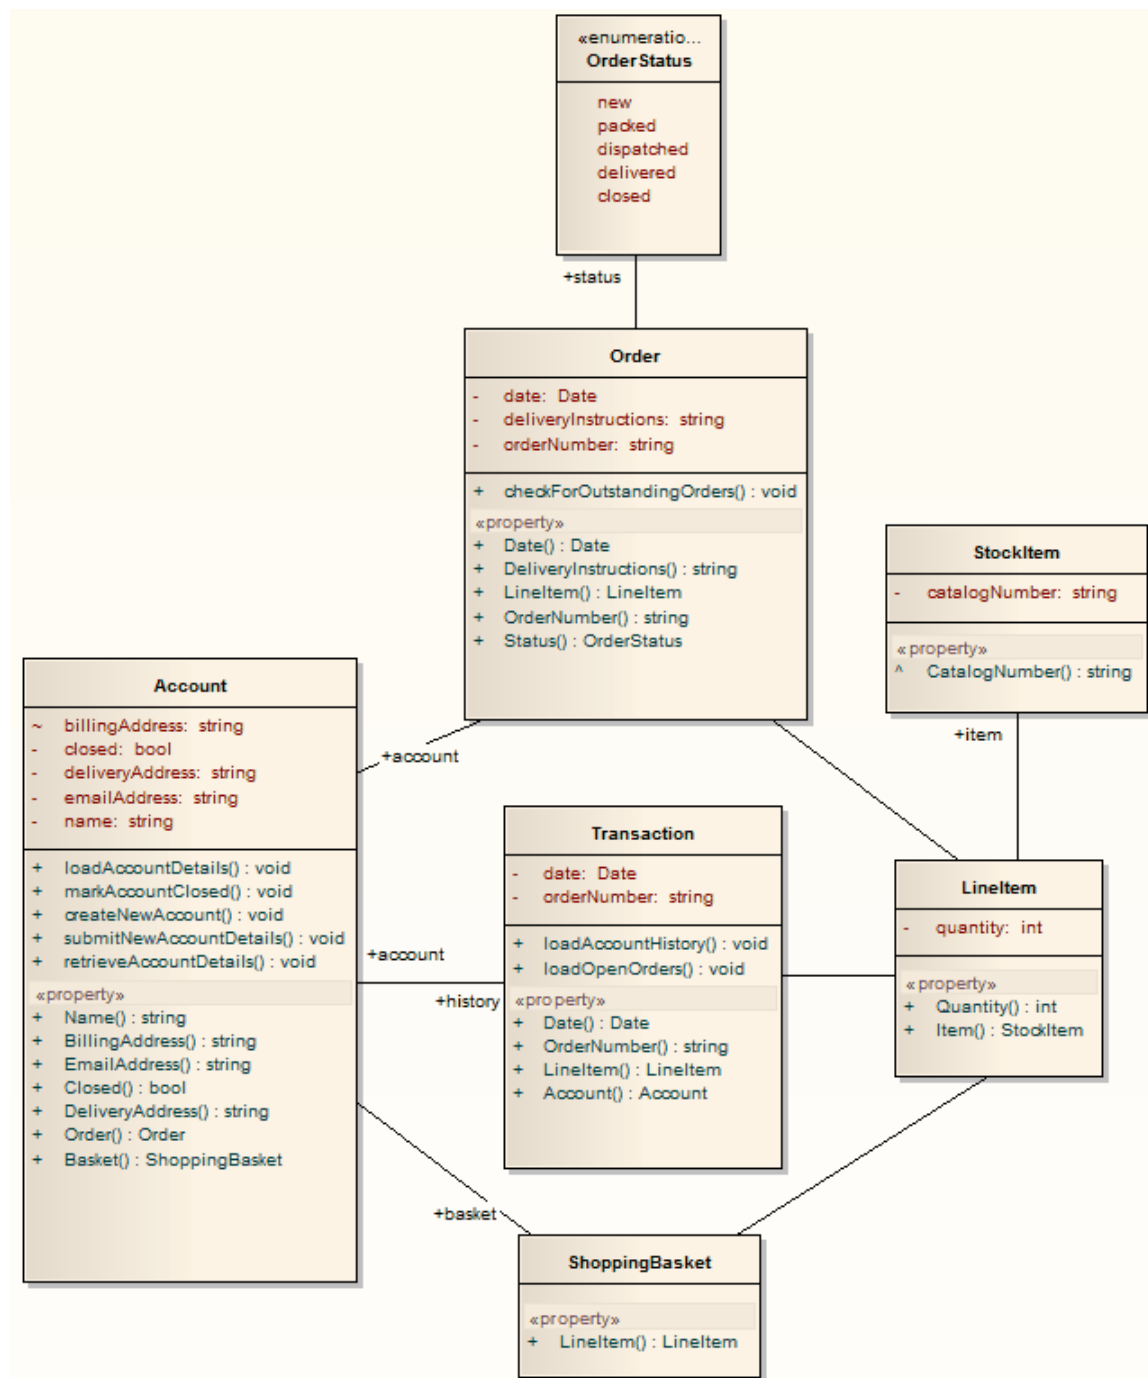 «enumeratio...
OrderStatus
new
packed
dispatched
delivered
closed
+status
Order
- date: Date
- deliveryInstructions: string
- orderNumber: string
+ checkForOutstandingOrders() : void
«property»
+ Date() : Date
+ DeliveryInstructions() : string
+ LineItem() : LineItem
+ OrderNumber() : string
+ Status() : OrderStatus
StockItem
- catalogNumber: string
«property»
^ CatalogNumber() : string
+item
Account
~ billingAddress: string
- closed: bool
- deliveryAddress: string
- emailAddress: string
- name: string
+ loadAccountDetails() : void
+ markAccountClosed() : void
+ createNewAccount() : void
+ submitNewAccountDetails() : void
+ retrieveAccountDetails() : void
«property»
+ Name() : string
+ BillingAddress() : string
+ EmailAddress() : string
+ Closed() : bool
+ DeliveryAddress() : string
+ Order() : Order
+ Basket() : ShoppingBasket
+account
+account
+history
+basket
Transaction
- date: Date
- orderNumber: string
+ loadAccountHistory() : void
+ loadOpenOrders() : void
«property»
+ Date() : Date
+ OrderNumber() : string
+ LineItem() : LineItem
+ Account() : Account
LineItem
- quantity: int
«property»
+ Quantity() : int
+ Item() : StockItem
ShoppingBasket
«property»
+ LineItem() : LineItem